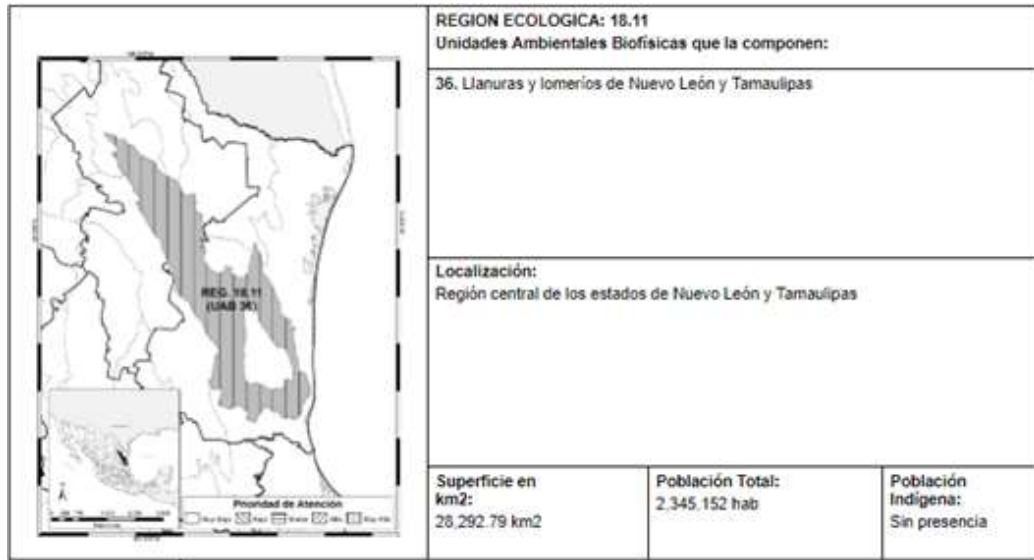 REGION ECOLOGICA: 18.11
Unidades Ambientales Biofísicas que la componen:
36. Llanuras y lomeríos de Nuevo León y Tamaulipas
REG. 18.11
(UAB 36)
Localización:
Región central de los estados de Nuevo León y Tamaulipas
Prioridad de Atención
Superficie en
km2:
28,292.79 km2
Población Total:
2,345,152 hab
Población
Indígena:
Sin presencia